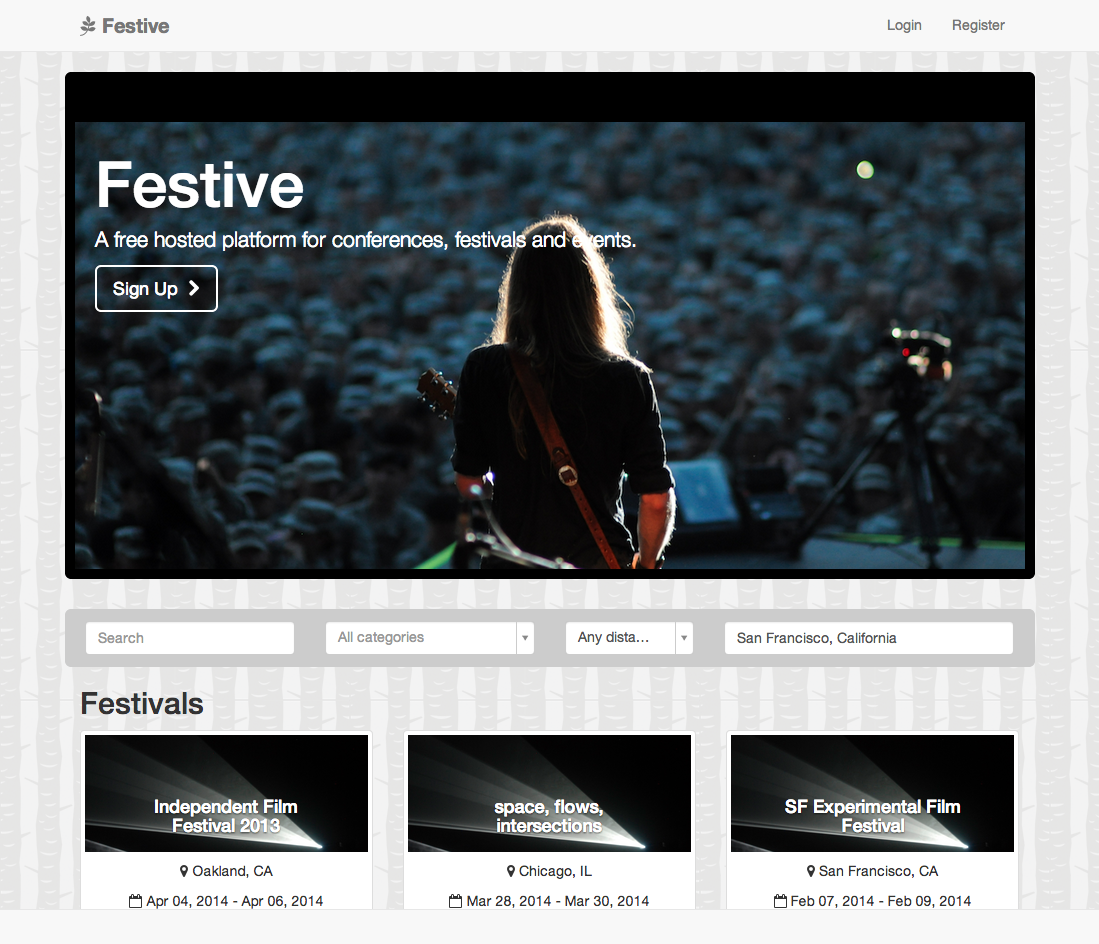 Festive
Login
Register
Festive
A free hosted platform for conferences, festivals and events.
Sign Up
Search
All categories
Any dista...
San Francisco, California
Festivals
Independent Film
Festival 2013
Oakland, CA
Apr 04, 2014 - Apr 06, 2014
space, flows,
intersections
Chicago, IL
Mar 28, 2014 - Mar 30, 2014
SF Experimental Film
Festival
San Francisco, CA
Feb 07, 2014 - Feb 09, 2014